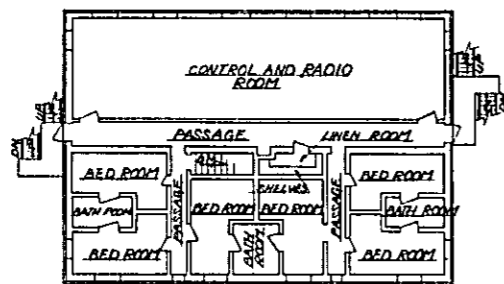 CONTROL AND RADIO
ROOM
PASSAGE
LINEN ROOM
BED ROOM
BED ROOM
SHELVES
BATH ROOM
PASSAGE
BED ROOM
BED ROOM
PASSAGE
BATH ROOM
BATH
ROOM
BED ROOM
BED ROOM